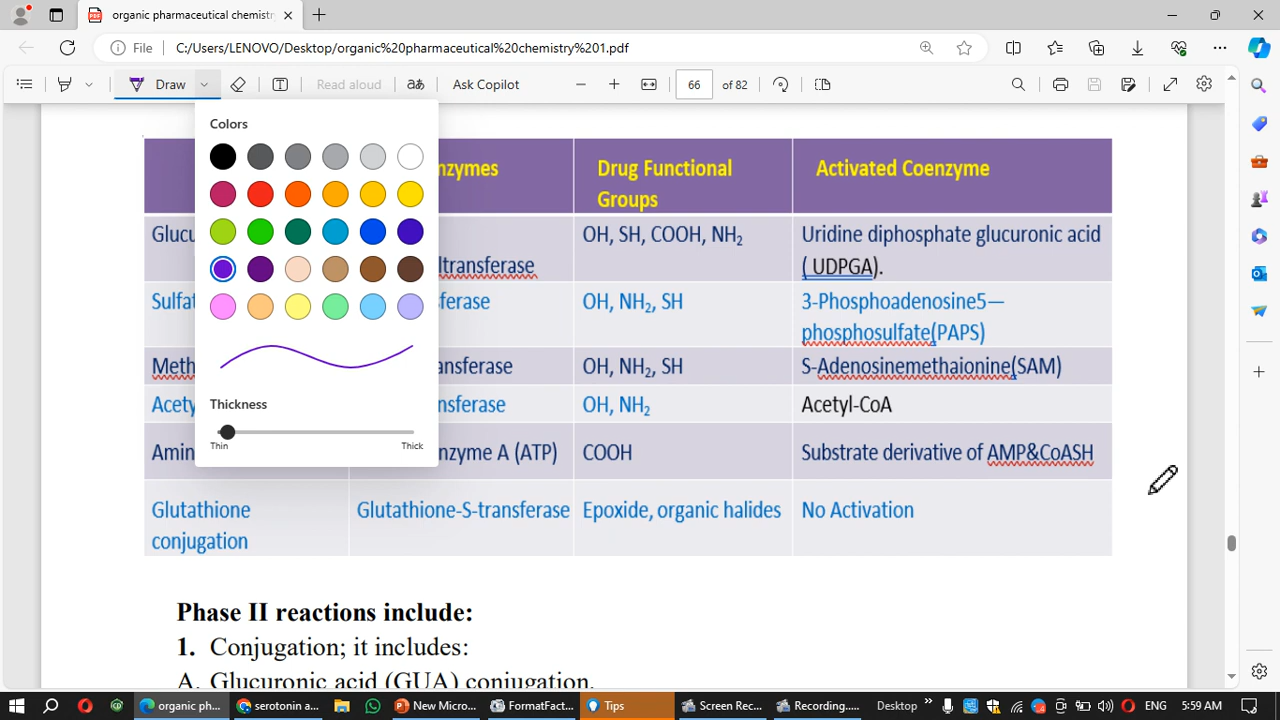 organic pharmaceutical chemistr
File
C:/Users/LENOVO/Desktop/organic%20pharmaceutical%20chemistry%201.pdf
Draw
Read aloud
aあ
Ask Copilot
66
of 82
Colors
Thickness
Thin
Thick
nzymes
Drug Functional
Groups
Activated Coenzyme
Glucu
ltransferase
OH, SH, COOH, NH₂
Uridine diphosphate glucuronic acid
( UDPGA).
Sulfat
sferase
OH, NH₂, SH
3-Phosphoadenosine5—
phosphosulfate(PAPS)
Meth
ansferase
OH, NH₂, SH
S-Adenosinemethaionine(SAM)
Acety
nsferase
OH, NH₂
Acetyl-CoA
Amin
nzyme A (ATP)
COOH
Substrate derivative of AMP&CoASH
Glutathione
conjugation
Glutathione-S-transferase
Epoxide, organic halides
No Activation
Phase II reactions include:
1. Conjugation; it includes:
A. Glucuronic acid (GUA) conjugation.
organic ph...
serotonin a...
New Micro...
FormatFact...
Tips
Screen Rec...
Recording....
Desktop
ENG
5:59 AM